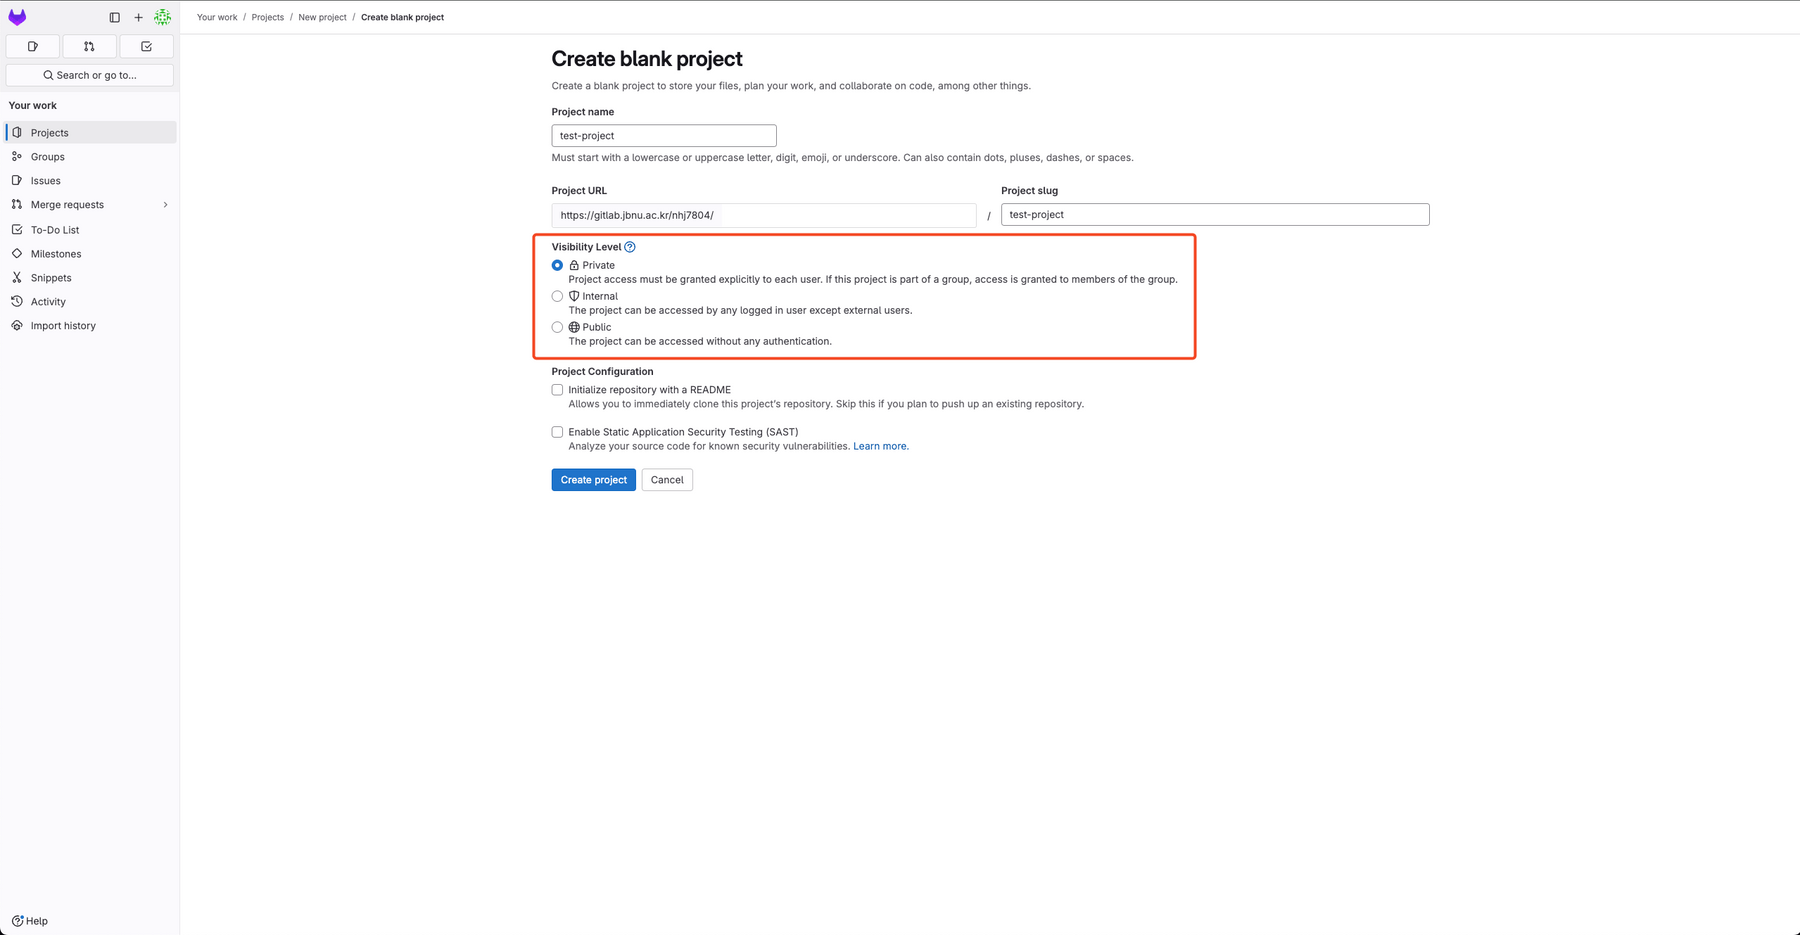 Your work / Projects / New project / Create blank project
Search or go to...
Your work
Projects
Groups
Issues
Merge requests
To-Do List
Milestones
Snippets
Activity
Import history
Help
Create blank project
Create a blank project to store your files, plan your work, and collaborate on code, among other things.
Project name
test-project
Must start with a lowercase or uppercase letter, digit, emoji, or underscore. Can also contain dots, pluses, dashes, or spaces.
Project URL
Project slug
https://gitlab.jbnu.ac.kr/nhj7804/
/
test-project
Visibility Level
Private
Project access must be granted explicitly to each user. If this project is part of a group, access is granted to members of the group.
Internal
The project can be accessed by any logged in user except external users.
Public
The project can be accessed without any authentication.
Project Configuration
Initialize repository with a README
Allows you to immediately clone this project's repository. Skip this if you plan to push up an existing repository.
Enable Static Application Security Testing (SAST)
Analyze your source code for known security vulnerabilities. Learn more.
Create project
Cancel